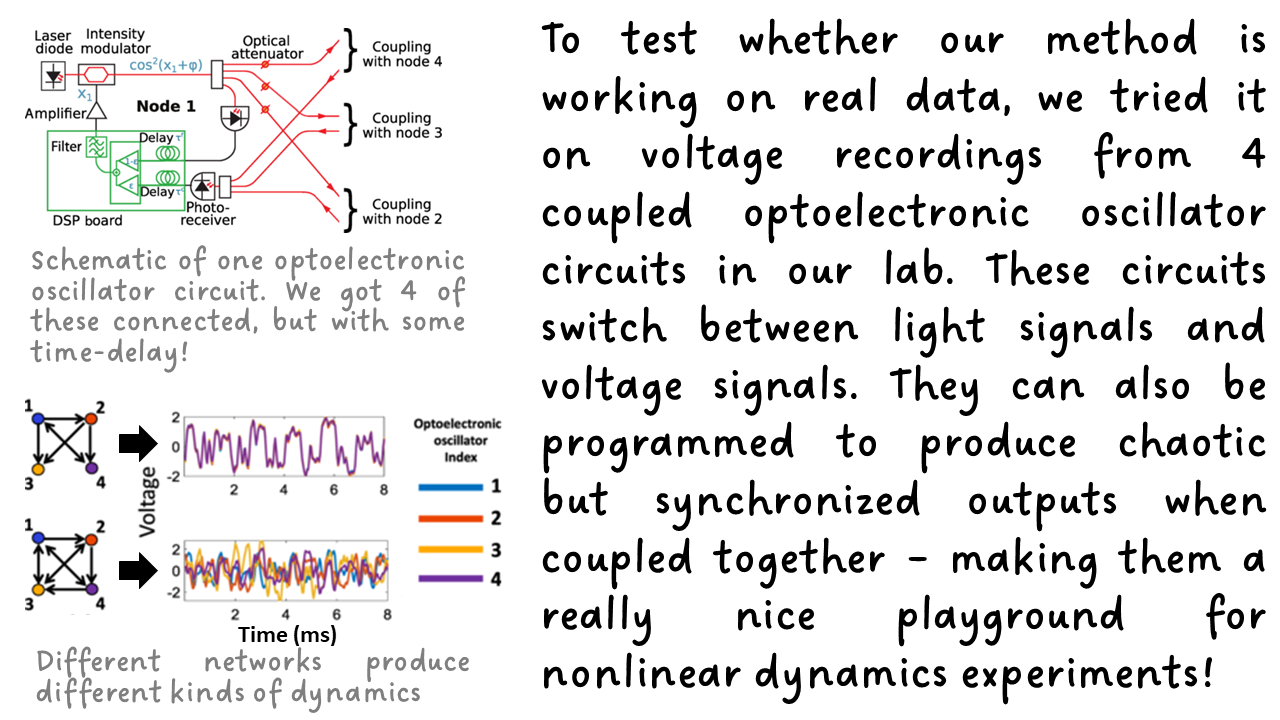 Laser
diode
Intensity
modulator
Optical
attenuator
cos²(x₁+φ)
Coupling
with node 4
x₁
Amplifier
Node 1
Coupling
with node 3
Filter
Delay
1-ε
ε
Delay
Photo-
receiver
DSP board
Coupling
with node 2
Schematic of one optoelectronic
oscillator circuit. We got 4 of
these connected, but with some
time-delay!
1 2
3 4
1 2
3 4
Voltage
2
0
-2
2 4 6 8
2
0
-2
2 4 6 8
Time (ms)
Optoelectronic
oscillator
Index
1
2
3
4
Different networks produce
different kinds of dynamics
To test whether our method is
working on real data, we tried it
on voltage recordings from 4
coupled optoelectronic oscillator
circuits in our lab. These circuits
switch between light signals and
voltage signals. They can also be
programmed to produce chaotic
but synchronized outputs when
coupled together - making them a
really nice playground for
nonlinear dynamics experiments!